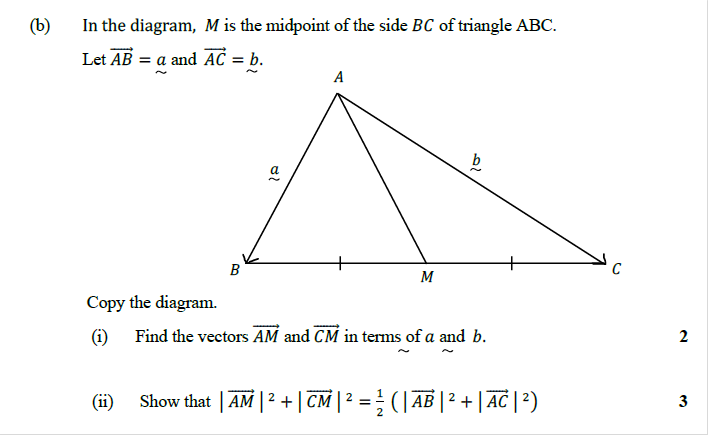 (b) In the diagram, M is the midpoint of the side BC of triangle ABC.
Let $\overrightarrow{AB}$ = $\underset{\sim}{a}$ and $\overrightarrow{AC}$ = $\underset{\sim}{b}$.
A
$\underset{\sim}{a}$
$\underset{\sim}{b}$
B
M
C
Copy the diagram.
(i) Find the vectors $\overrightarrow{AM}$ and $\overrightarrow{CM}$ in terms of $\underset{\sim}{a}$ and $\underset{\sim}{b}$. 2
(ii) Show that $|\overrightarrow{AM}|^2 + |\overrightarrow{CM}|^2 = \frac{1}{2}(|\overrightarrow{AB}|^2 + |\overrightarrow{AC}|^2)$ 3